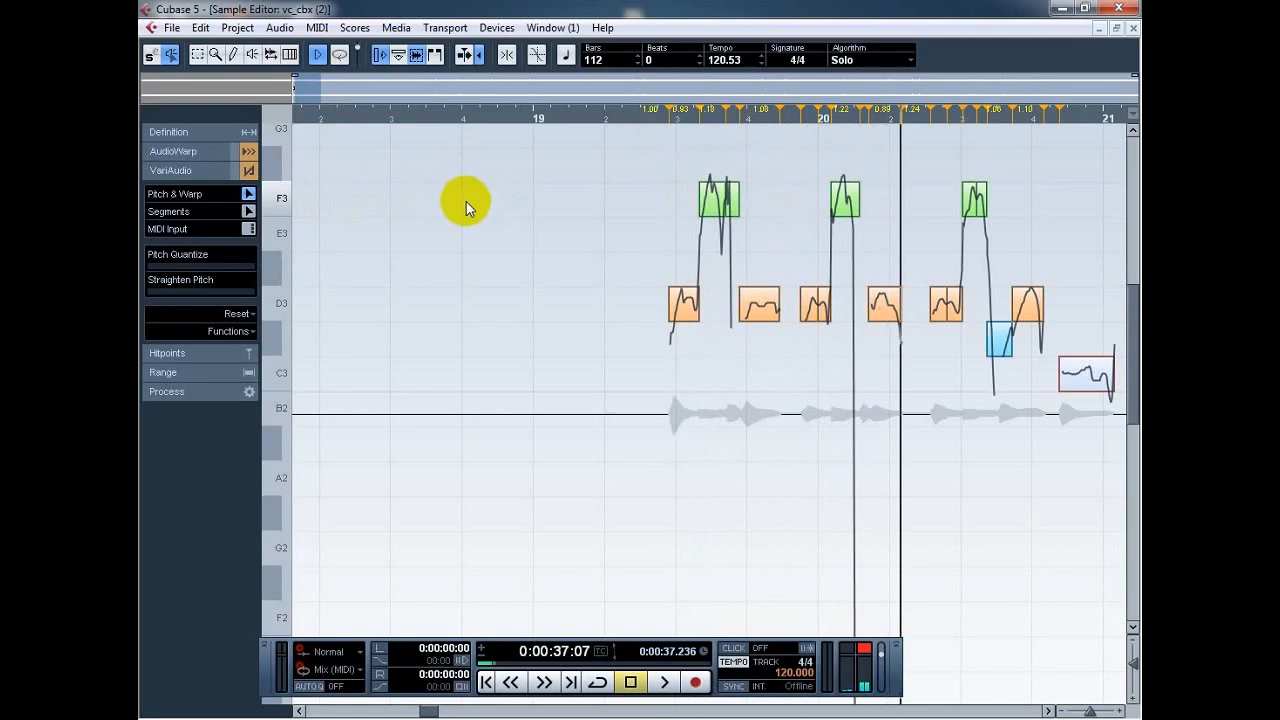 Cubase 5 - [Sample Editor: vc_cbx (2)]
File Edit Project Audio MIDI Scores Media Transport Devices Window (1) Help
Bars Beats Tempo Signature Algorithm
112 0 120.53 4/4 Solo
1.00 0.93 1.18 1.08 1.22 0.89 1.24 1.10
2 3 4 19 2 3 4 20 2 3 4 21
Definition
AudioWarp
VariAudio
Pitch & Warp
Segments
MIDI Input
Pitch Quantize
Straighten Pitch
Reset
Functions
Hitpoints
Range
Process
G3
F3
E3
D3
C3
B2
A2
G2
F2
Normal
Mix (MIDI)
AUTO Q OFF
L 0:00:00:00
00:00
R 0:00:00:00
00:00
0:00:37:07 TC 0:00:37.236
CLICK OFF
TEMPO TRACK 4/4
120.000
SYNC INT. Offline